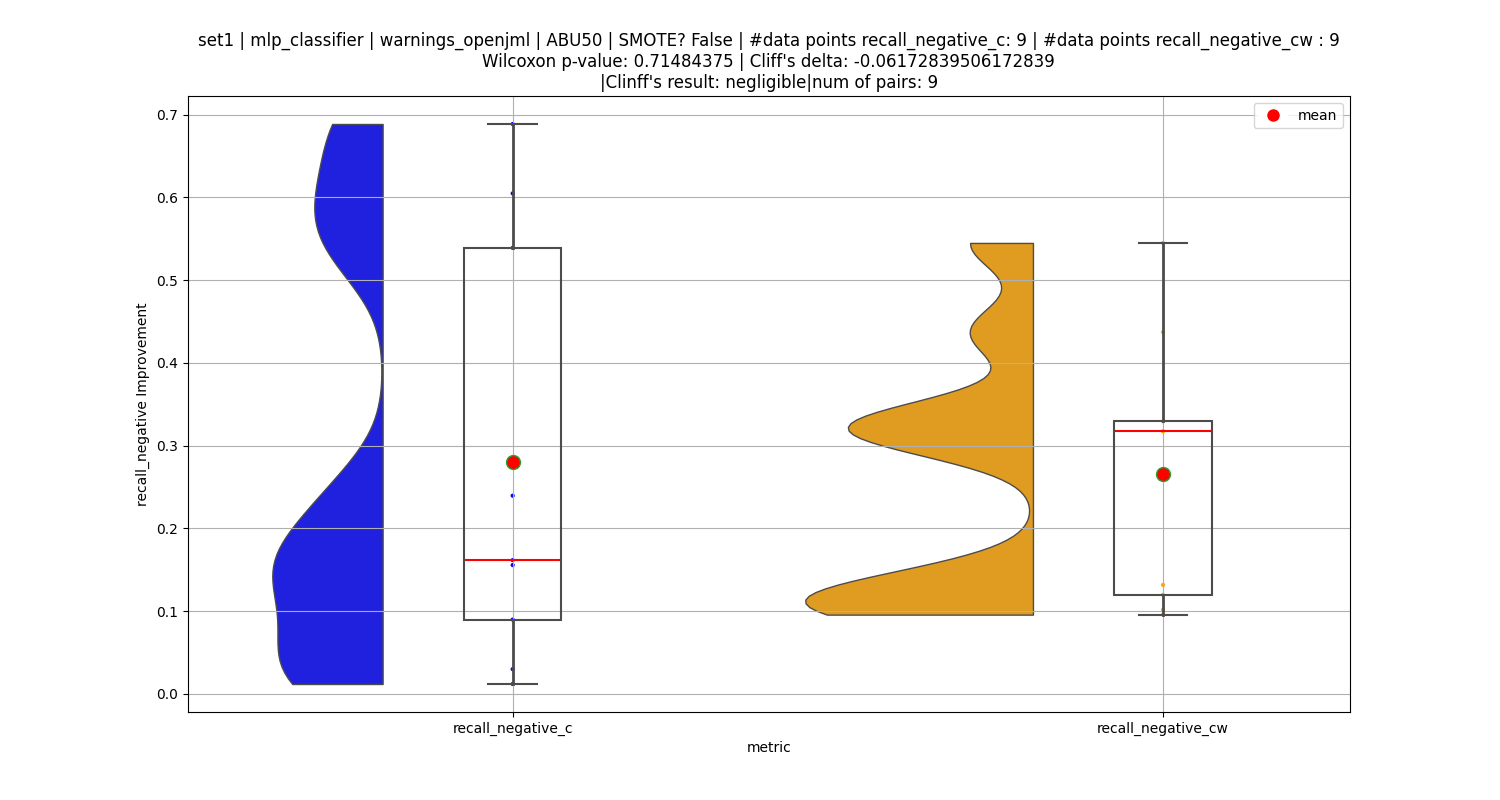 set1 | mlp_classifier | warnings_openjml | ABU50 | SMOTE? False | #data points recall_negative_c: 9 | #data points recall_negative_cw : 9
Wilcoxon p-value: 0.71484375 | Cliff's delta: -0.06172839506172839
|Clinff's result: negligible|num of pairs: 9
mean
0.7
0.6
0.5
0.4
0.3
0.2
0.1
0.0
recall_negative Improvement
recall_negative_c
recall_negative_cw
metric